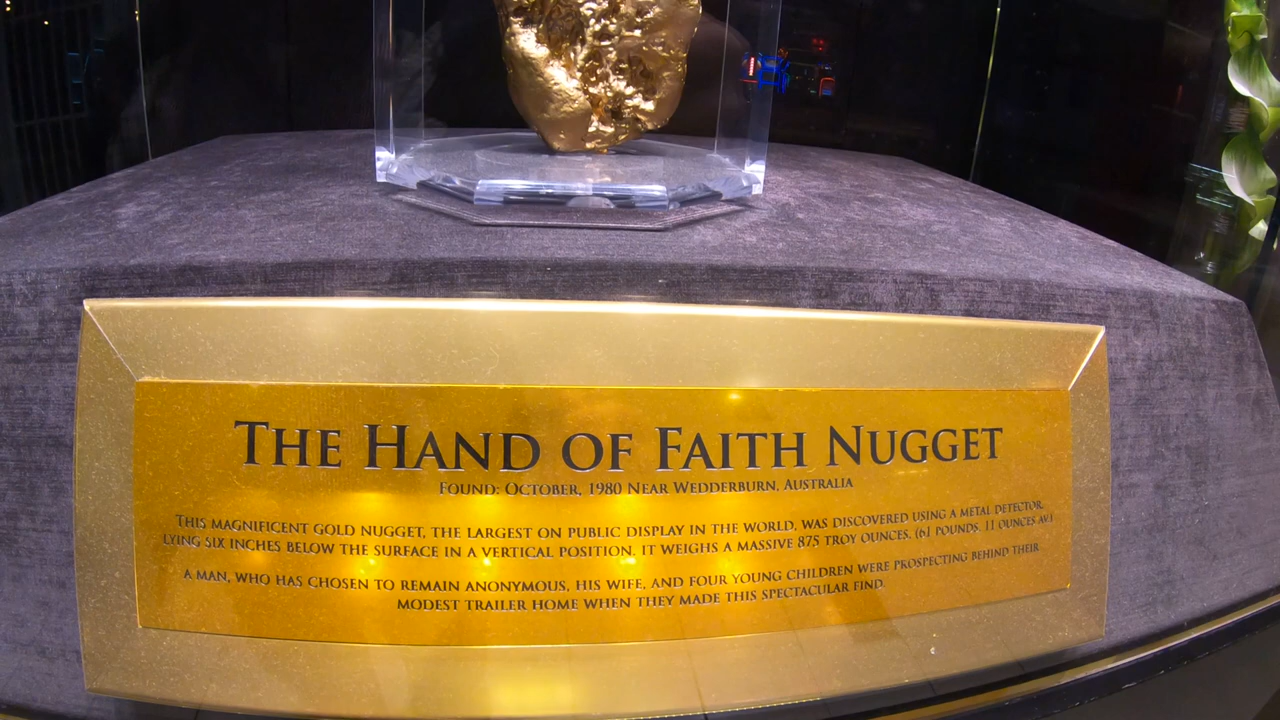 THE HAND OF FAITH NUGGET
FOUND: OCTOBER, 1980 NEAR WEDDERBURN, AUSTRALIA
THIS MAGNIFICENT GOLD NUGGET, THE LARGEST ON PUBLIC DISPLAY IN THE WORLD, WAS DISCOVERED USING A METAL DETECTOR,
LYING SIX INCHES BELOW THE SURFACE IN A VERTICAL POSITION. IT WEIGHS A MASSIVE 875 TROY OUNCES. (61 POUNDS, 11 OUNCES AV)
A MAN, WHO HAS CHOSEN TO REMAIN ANONYMOUS, HIS WIFE, AND FOUR YOUNG CHILDREN WERE PROSPECTING BEHIND THEIR
MODEST TRAILER HOME WHEN THEY MADE THIS SPECTACULAR FIND.